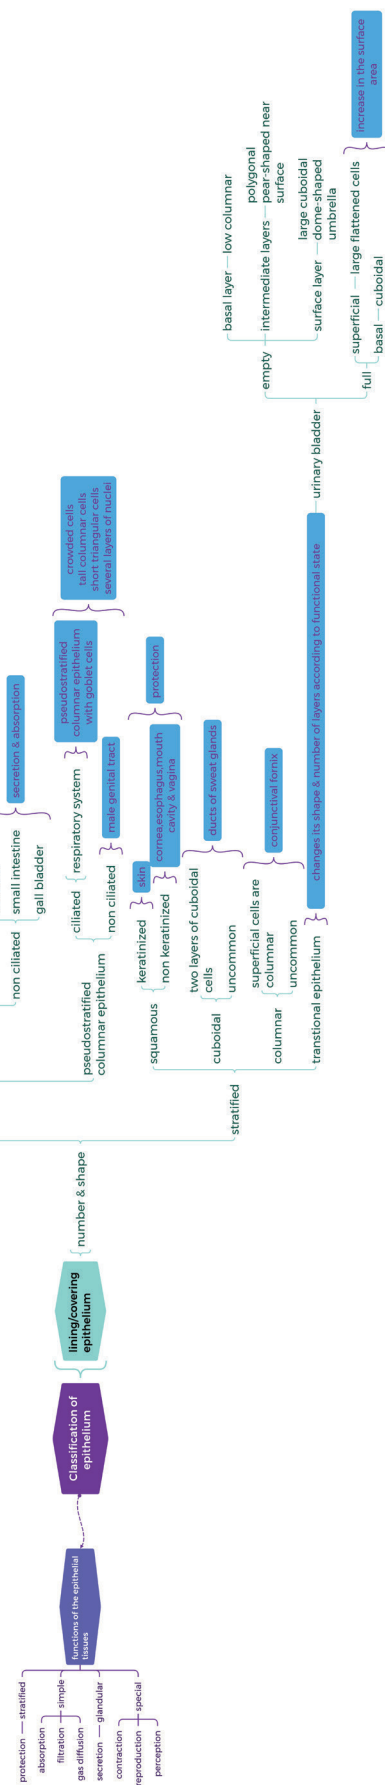 protection
stratified
absorption
filtration
gas diffusion
simple
secretion
glandular
contraction
reproduction
perception
special
functions of the epithelial
tissues
Classification of
epithelium
lining/covering
epithelium
number & shape
non ciliated
small intestine
gall bladder
secretion & absorption
pseudostratified
columnar epithelium
ciliated
respiratory system
pseudostratified
columnar epithelium
with goblet cells
non ciliated
male genital tract
crowded cells
tall columnar cells
short triangular cells
several layers of nuclei
stratified
squamous
keratinized
skin
non keratinized
cornea,esophagus,mouth
cavity & vagina
protection
cuboidal
two layers of cuboidal
cells
uncommon
ducts of sweat glands
columnar
superficial cells are
columnar
uncommon
conjunctival fornix
transtional epithelium
changes its shape & number of layers according to functional state
urinary bladder
empty
basal layer
low columnar
intermediate layers
polygonal
pear-shaped near
surface
surface layer
large cuboidal
dome-shaped
umbrella
full
superficial
large flattened cells
basal
cuboidal
increase in the surface
area